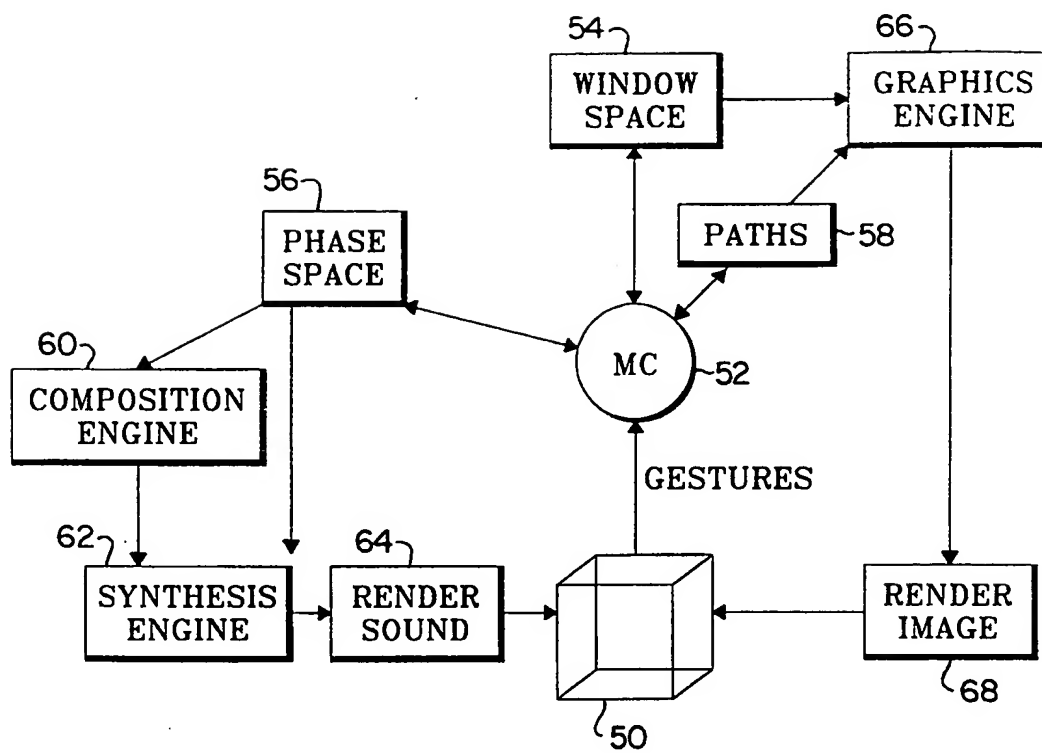 54
66
WINDOW
SPACE
GRAPHICS
ENGINE
56
PHASE
SPACE
PATHS
58
60
COMPOSITION
ENGINE
MC
52
GESTURES
62
SYNTHESIS
ENGINE
64
RENDER
SOUND
RENDER
IMAGE
50
68